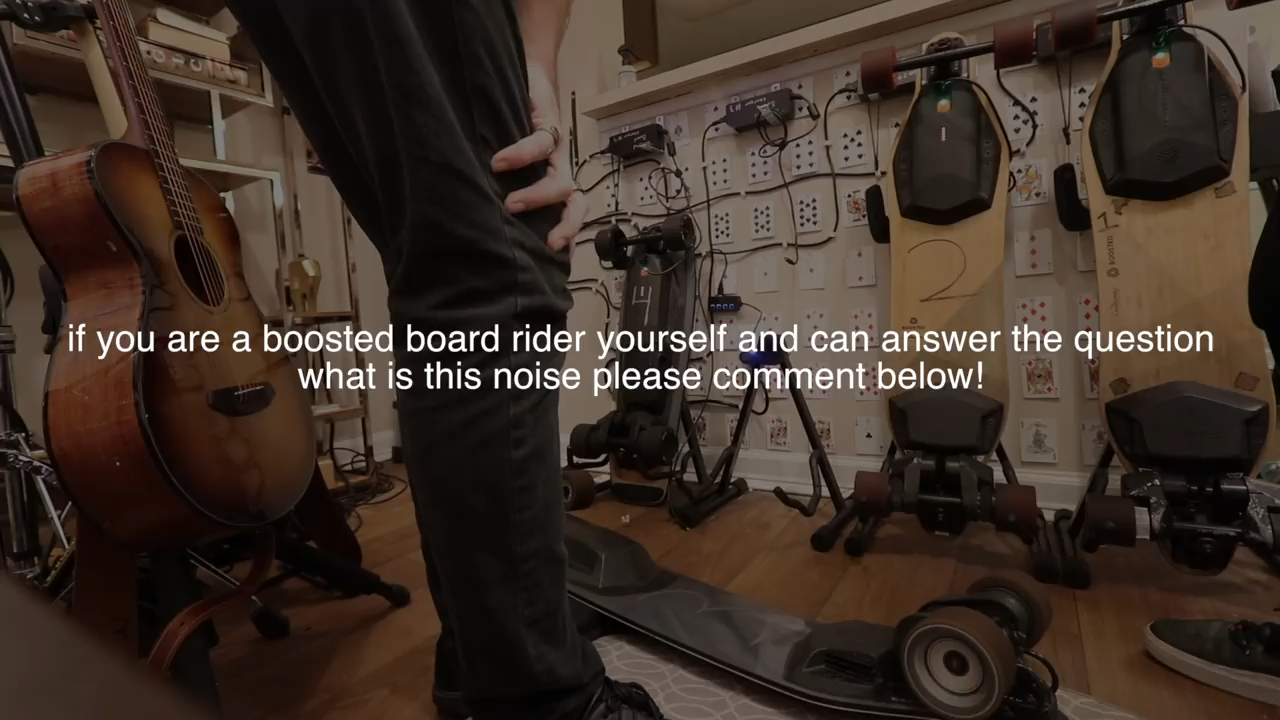 if you are a boosted board rider yourself and can answer the question
what is this noise please comment below!
2
1
BOOSTED